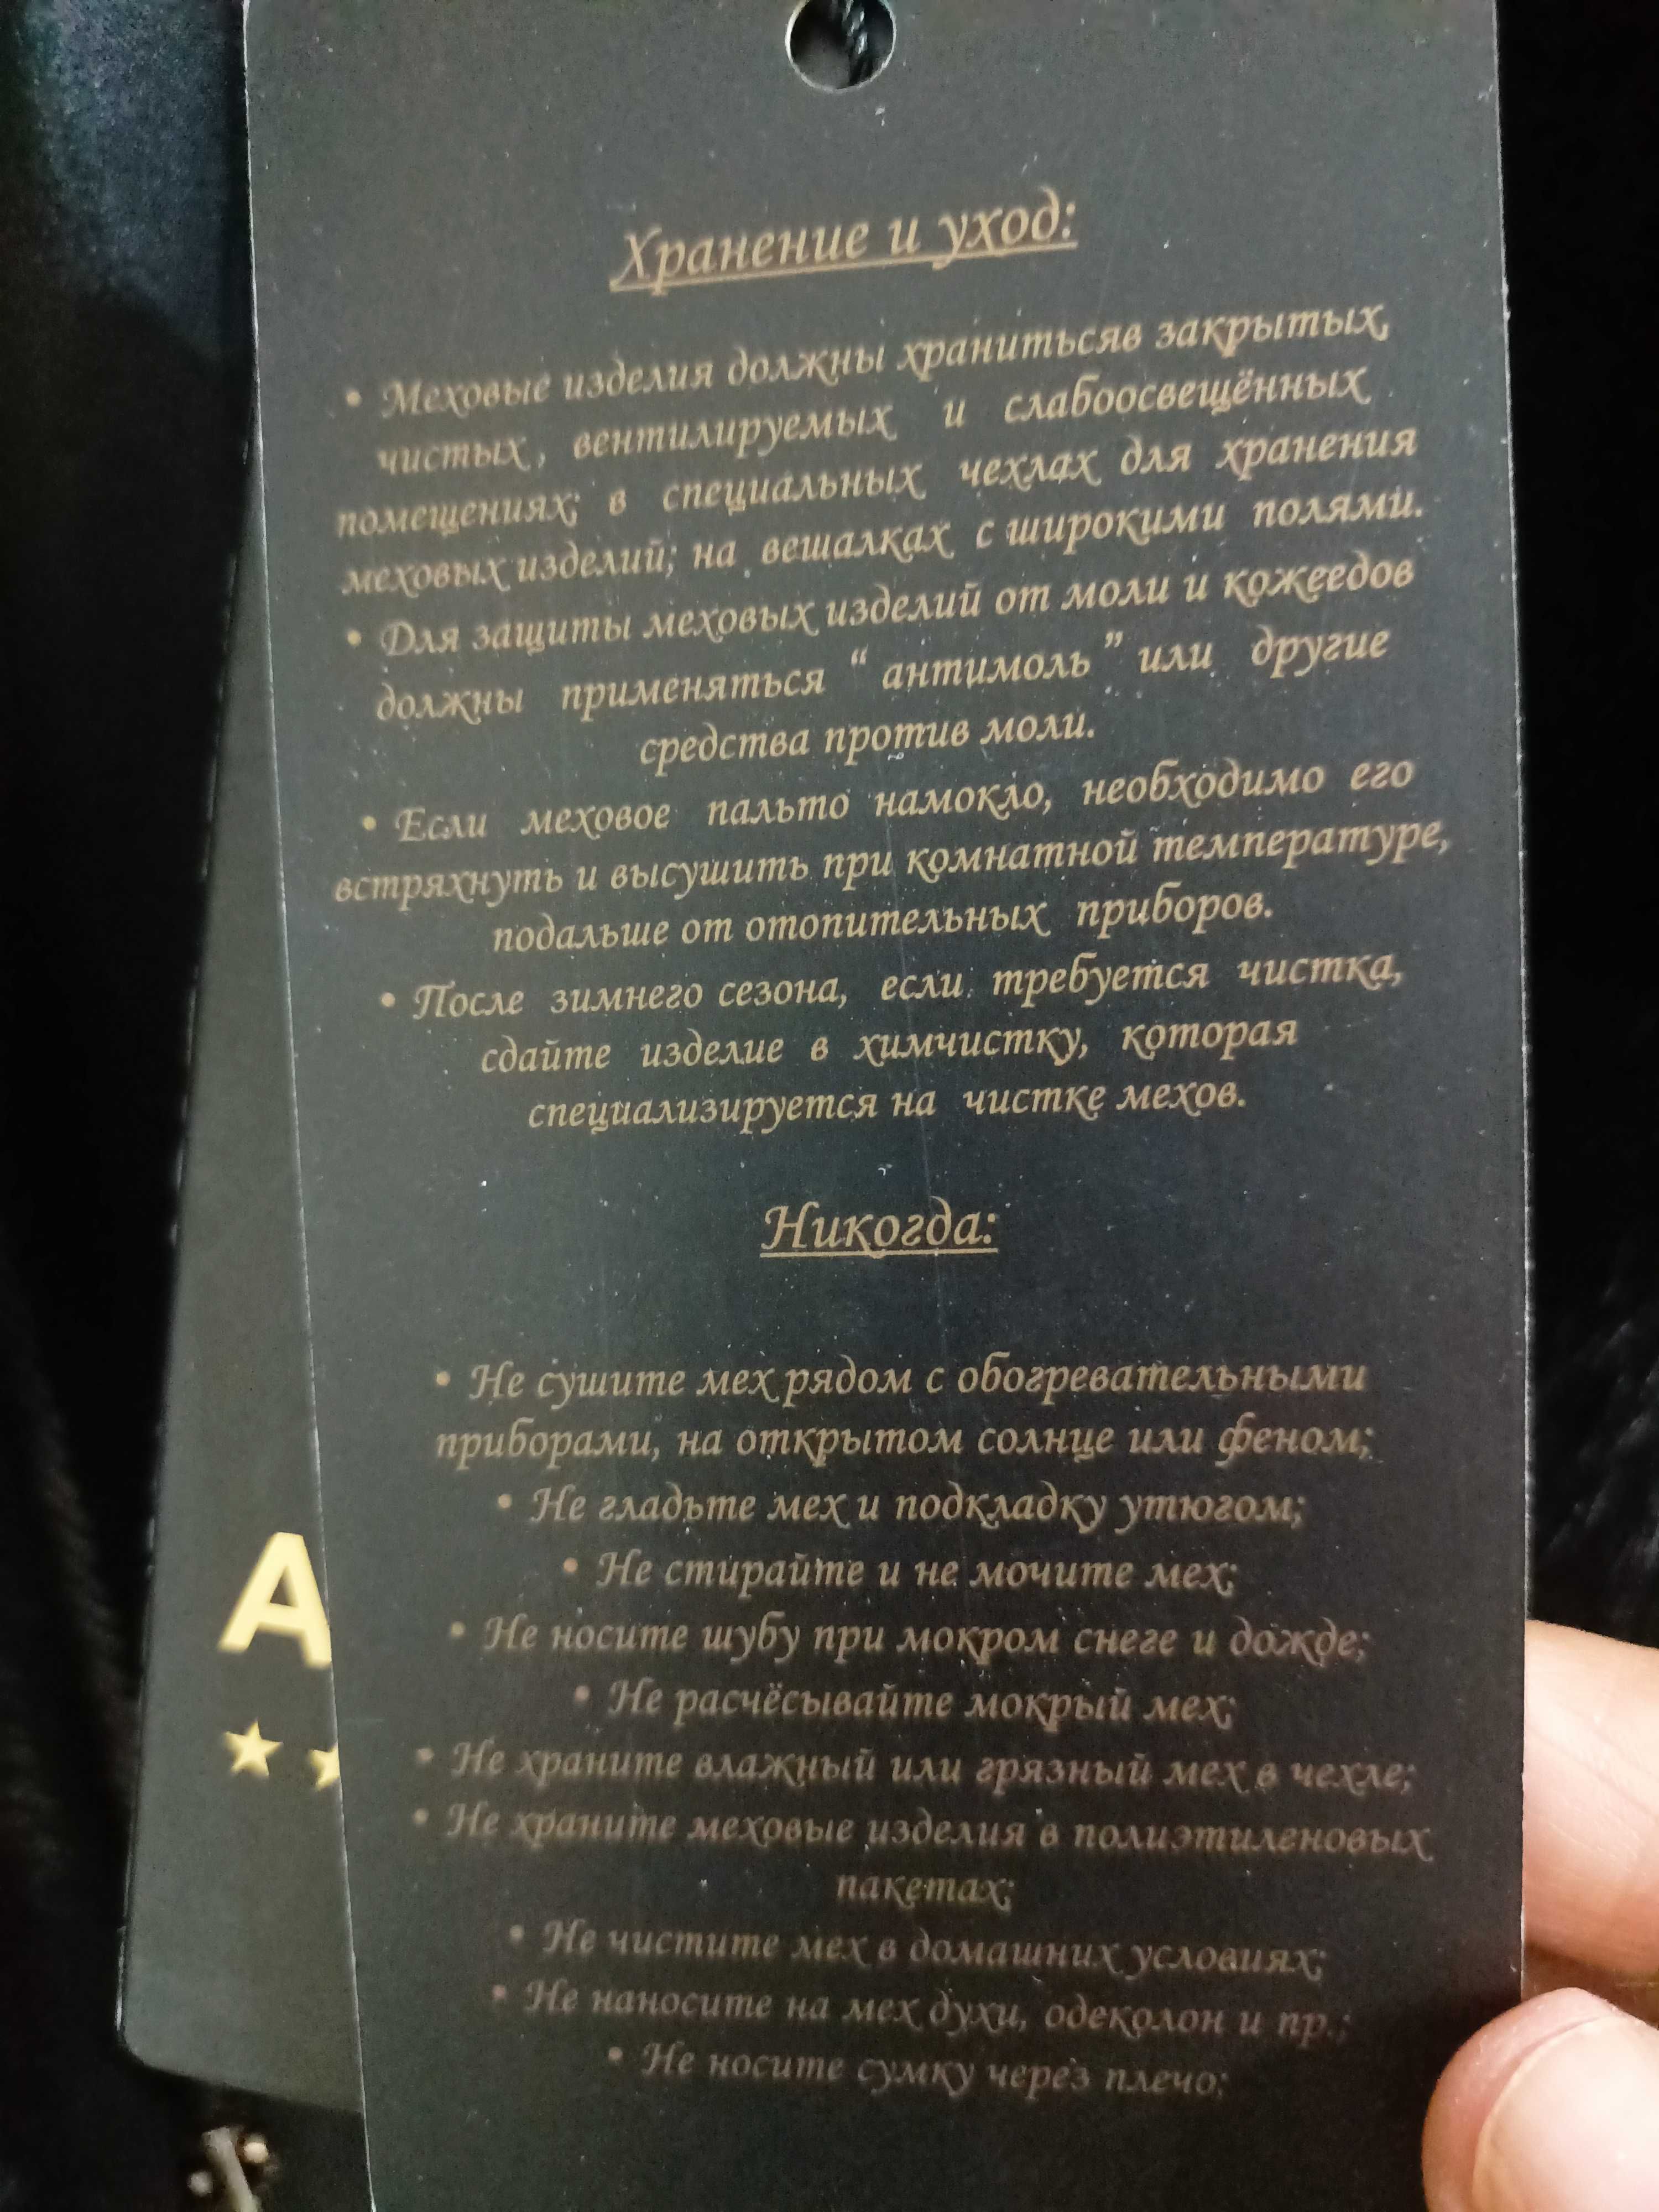 Хранение и уход:
• Меховые изделия должны хранитьсяв закрытых,
чистых, вентилируемых и слабоосвещённых
помещениях; в специальных чехлах для хранения
меховых изделий; на вешалках с широкими полями.
• Для защиты меховых изделий от моли и кожеедов
должны применяться “ антимоль ” или другие
средства против моли.
• Если меховое пальто намокло, необходимо его
встряхнуть и высушить при комнатной температуре,
подальше от отопительных приборов.
• После зимнего сезона, если требуется чистка,
сдайте изделие в химчистку, которая
специализируется на чистке мехов.
Никогда:
• Не сушите мех рядом с обогревательными
приборами, на открытом солнце или феном;
• Не гладьте мех и подкладку утюгом;
• Не стирайте и не мочите мех;
• Не носите шубу при мокром снеге и дожде;
• Не расчёсывайте мокрый мех;
• Не храните влажный или грязный мех в чехле;
• Не храните меховые изделия в полиэтиленовых
пакетах;
• Не чистите мех в домашних условиях;
• Не наносите на мех духи, одеколон и пр.;
• Не носите сумку через плечо;
A